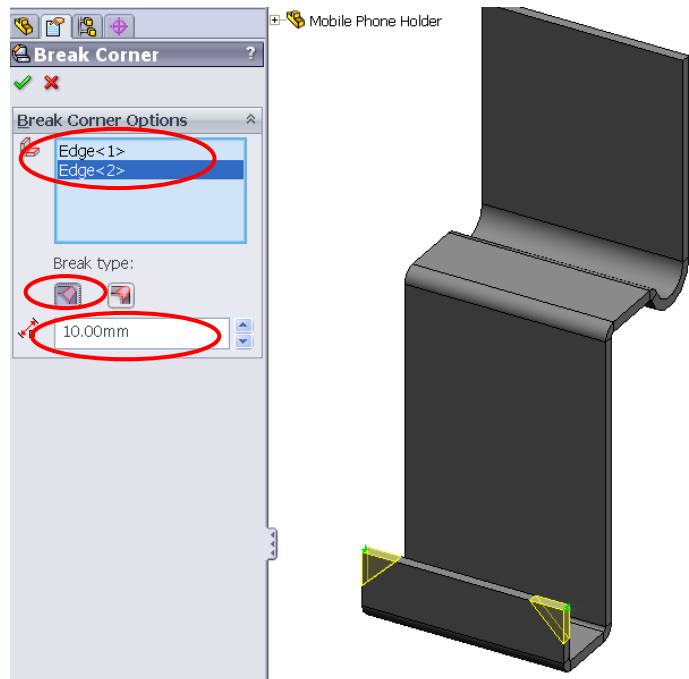 Mobile Phone Holder
Break Corner ?
Break Corner Options
Edge<1>
Edge<2>
Break type:
10.00mm